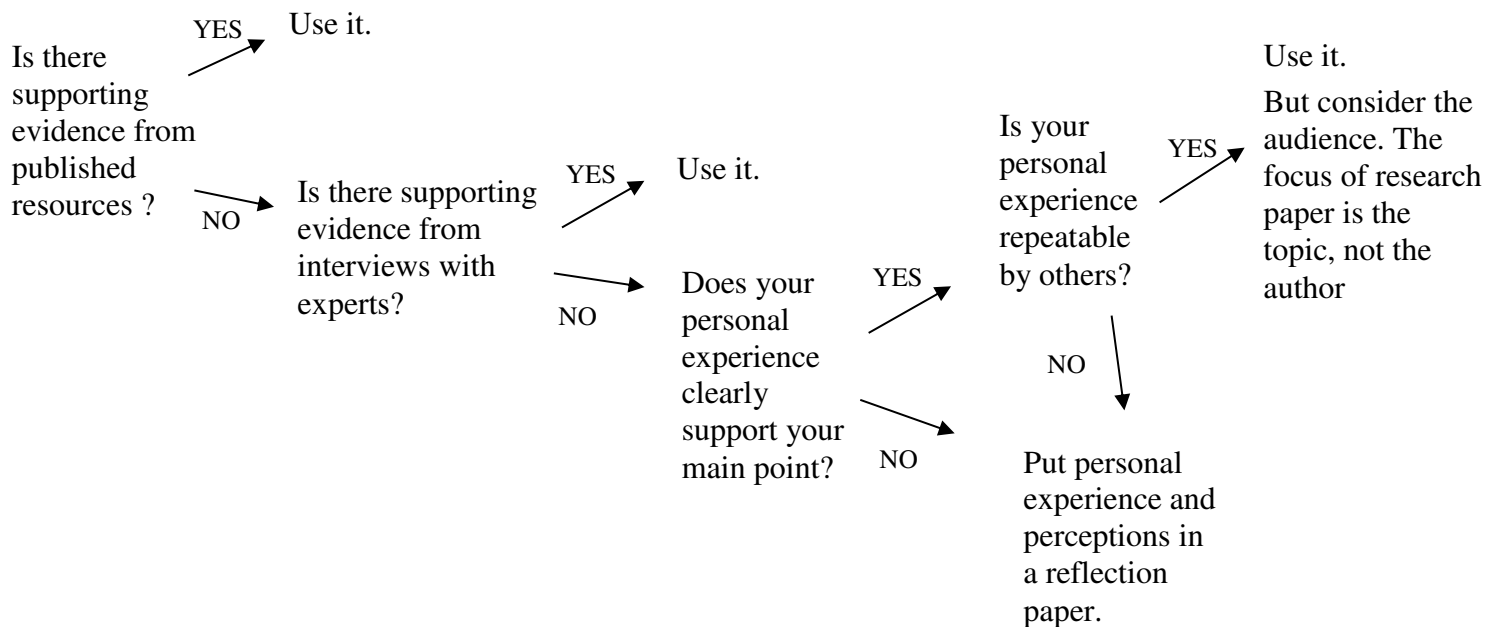 YES
Use it.
Is there
supporting
evidence from
published
resources ?
NO
Is there supporting
evidence from
interviews with
experts?
YES
Use it.
NO
Does your
personal
experience
clearly
support your
main point?
YES
NO
Is your
personal
experience
repeatable
by others?
YES
Use it.
But consider the
audience. The
focus of research
paper is the
topic, not the
author
NO
Put personal
experience and
perceptions in
a reflection
paper.